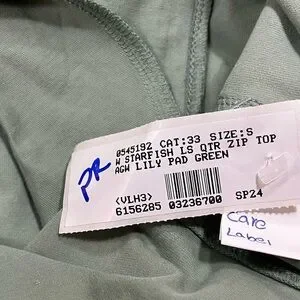 PR
0545192 CAT:33 SIZE:S
W STARFISH LS QTR ZIP TOP
AGW LILY PAD GREEN
<VLH3> SP24
6156285 03236700
Care
Label